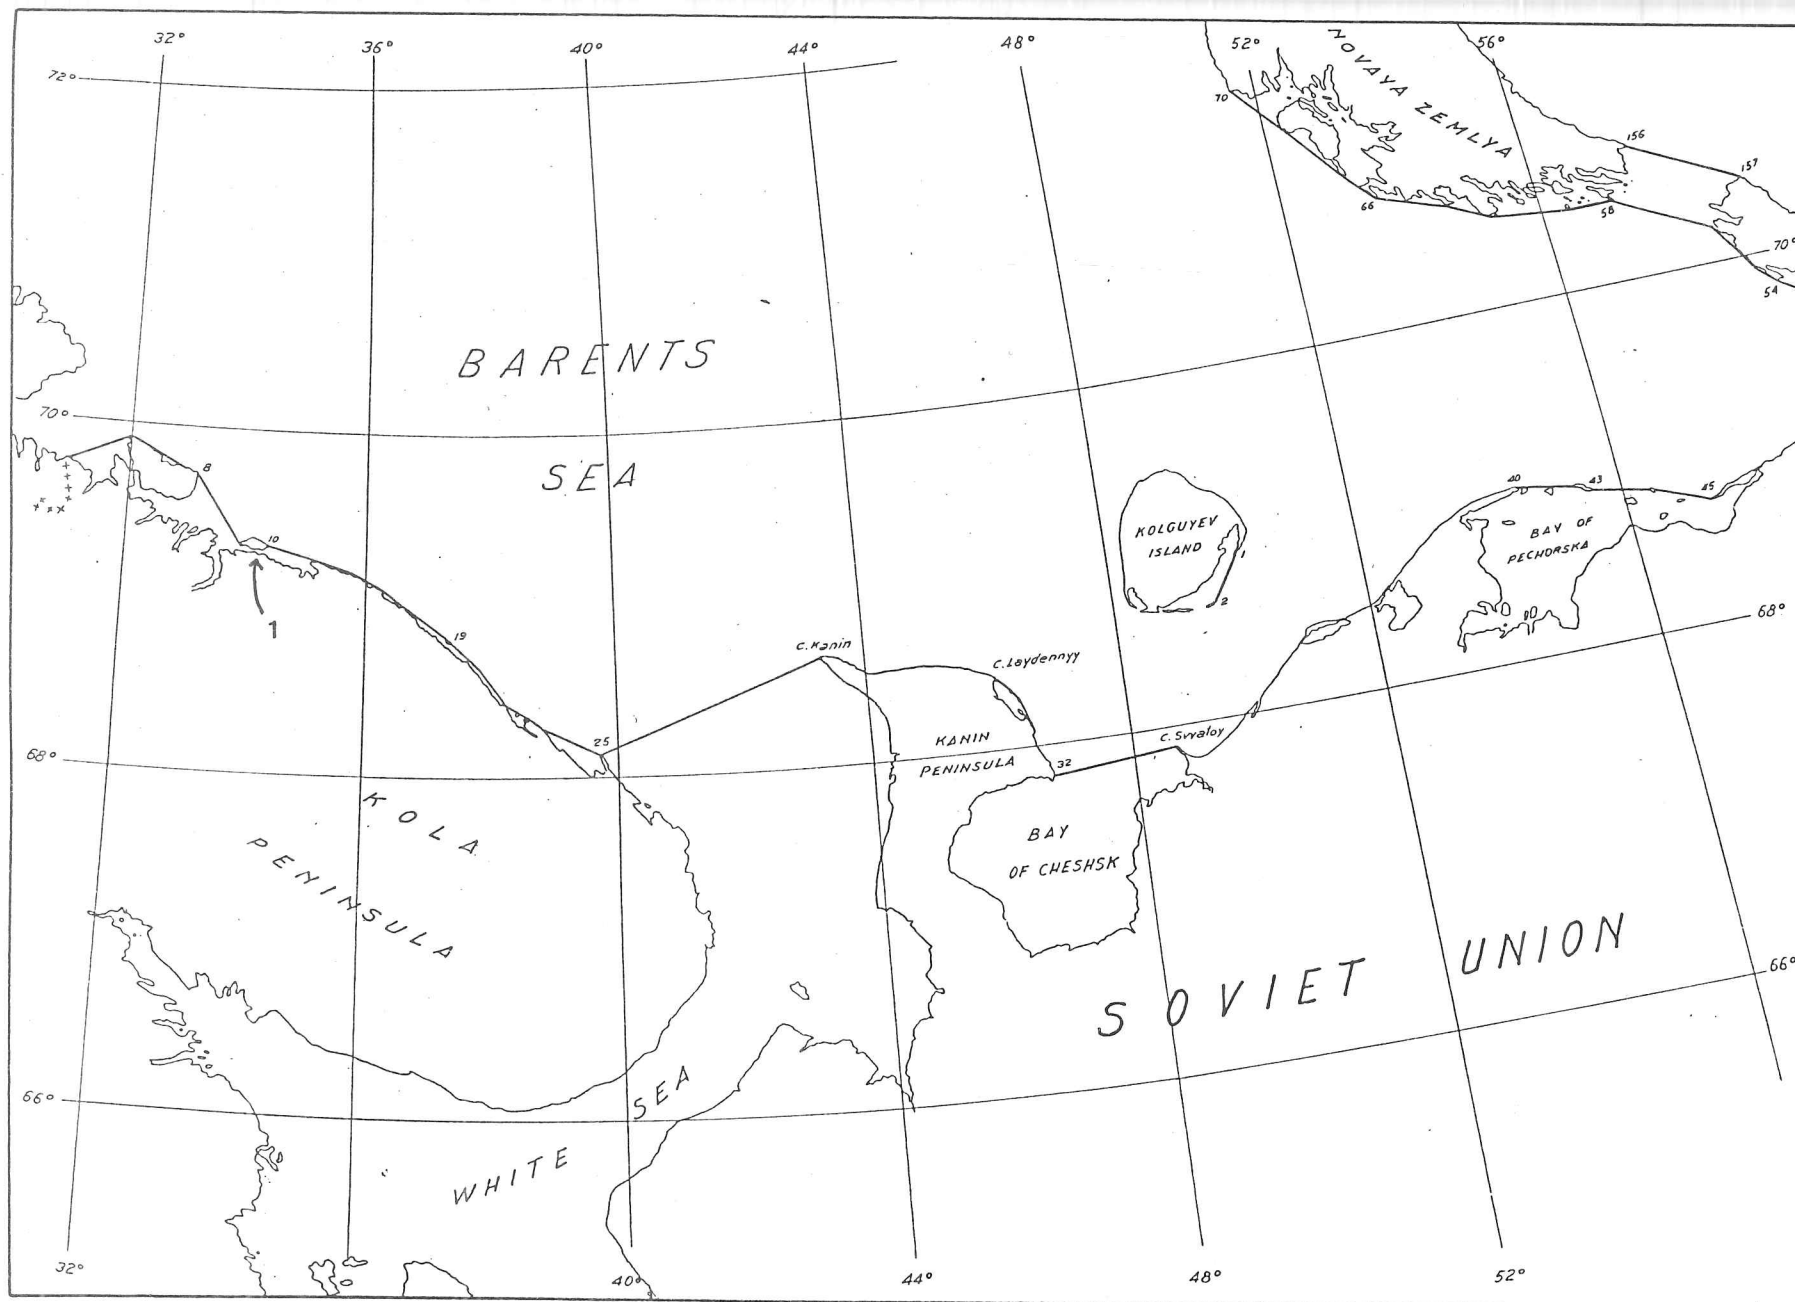 32°
36°
40°
44°
48°
52°
56°
72°
NOVAYA ZEMLYA
70
156
157
66
58
70°
54
BARENTS
SEA
70°
8
10
1
19
KOLGUYEV
ISLAND
1
2
40
43
45
BAY OF
PECHORSKA
68°
C. Kanin
C. Laydennyy
25
68°
KANIN
PENINSULA
32
C. Svyatoy
KOLA
PENINSULA
BAY
OF CHESHSK
SOVIET UNION
66°
66°
WHITE SEA
32°
40°
44°
48°
52°